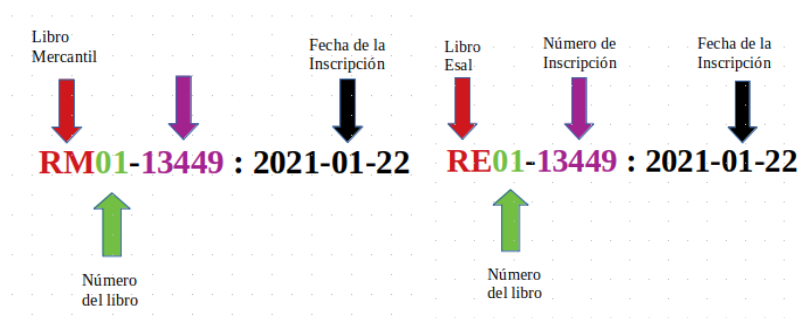 Libro
Mercantil
Fecha de la
Inscripción
RM01-13449 : 2021-01-22
Número
del libro
Libro
Esal
Número de
Inscripción
Fecha de la
Inscripción
RE01-13449 : 2021-01-22
Número
del libro